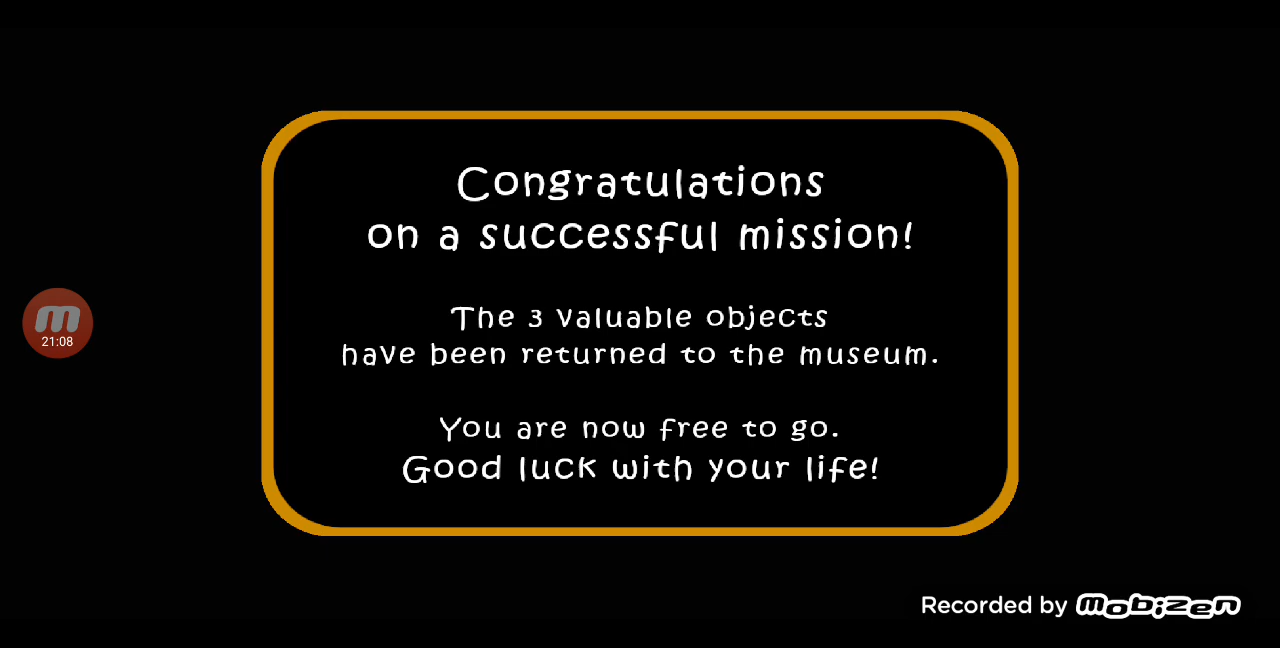 Congratulations
on a successful mission!
The 3 valuable objects
have been returned to the museum.
You are now free to go.
Good luck with your life!
m
21:08
Recorded by mobizen